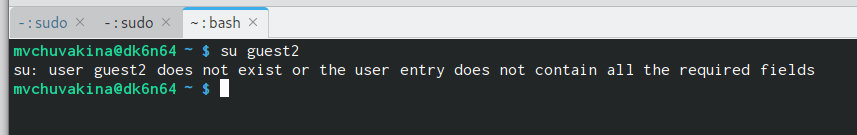 -:sudo × -:sudo × ~:bash ×
mvchuvakina@dk6n64 ~ $ su guest2
su: user guest2 does not exist or the user entry does not contain all the required fields
mvchuvakina@dk6n64 ~ $